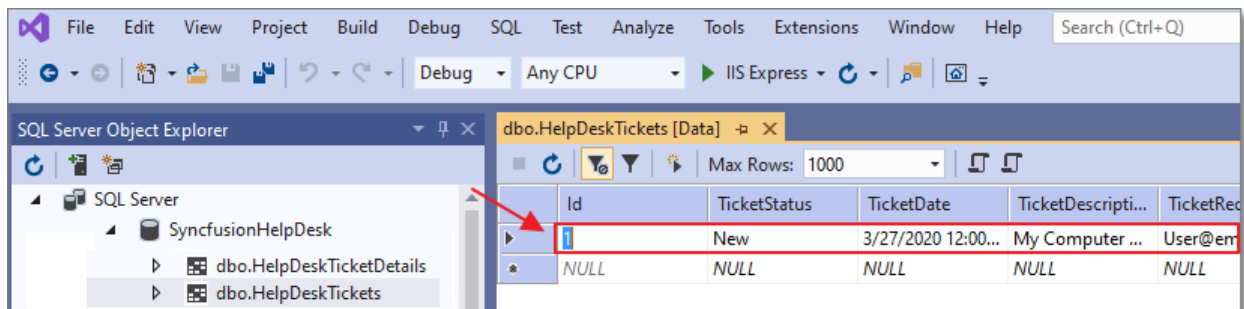 File Edit View Project Build Debug SQL Test Analyze Tools Extensions Window Help Search (Ctrl+Q)
Debug Any CPU IIS Express
SQL Server Object Explorer
dbo.HelpDeskTickets [Data]
Max Rows: 1000
SQL Server
SyncfusionHelpDesk
dbo.HelpDeskTicketDetails
dbo.HelpDeskTickets
Id TicketStatus TicketDate TicketDescripti... TicketRec
1 New 3/27/2020 12:00... My Computer ... User@em
NULL NULL NULL NULL NULL